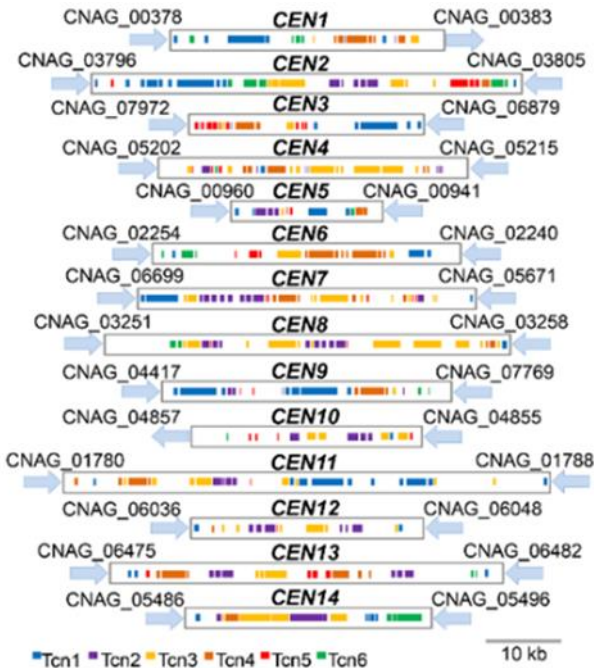 CNAG_00378 CEN1 CNAG_00383
CNAG_03796 CEN2 CNAG_03805
CNAG_07972 CEN3 CNAG_06879
CNAG_05202 CEN4 CNAG_05215
CNAG_00960 CEN5 CNAG_00941
CNAG_02254 CEN6 CNAG_02240
CNAG_06699 CEN7 CNAG_05671
CNAG_03251 CEN8 CNAG_03258
CNAG_04417 CEN9 CNAG_07769
CNAG_04857 CEN10 CNAG_04855
CNAG_01780 CEN11 CNAG_01788
CNAG_06036 CEN12 CNAG_06048
CNAG_06475 CEN13 CNAG_06482
CNAG_05486 CEN14 CNAG_05496
Tcn1 Tcn2 Tcn3 Tcn4 Tcn5 Tcn6 10 kb